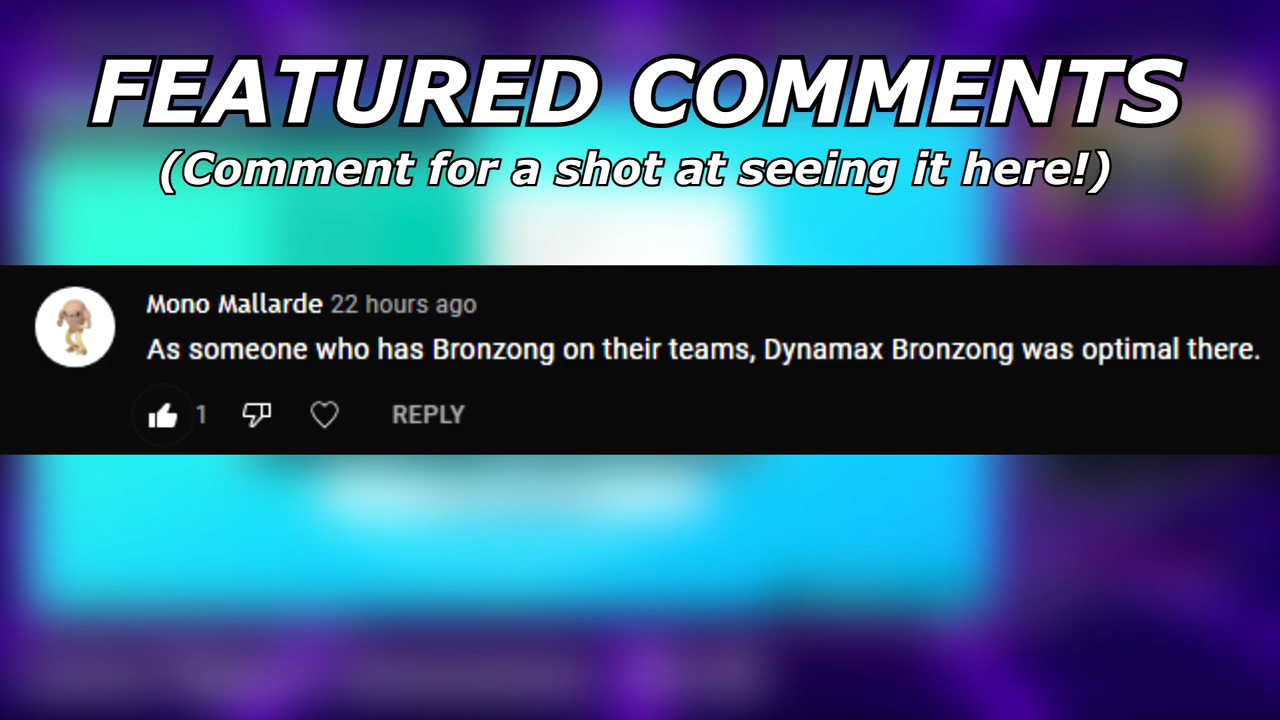 FEATURED COMMENTS
(Comment for a shot at seeing it here!)
Mono Mallarde 22 hours ago
As someone who has Bronzong on their teams, Dynamax Bronzong was optimal there.
1 REPLY